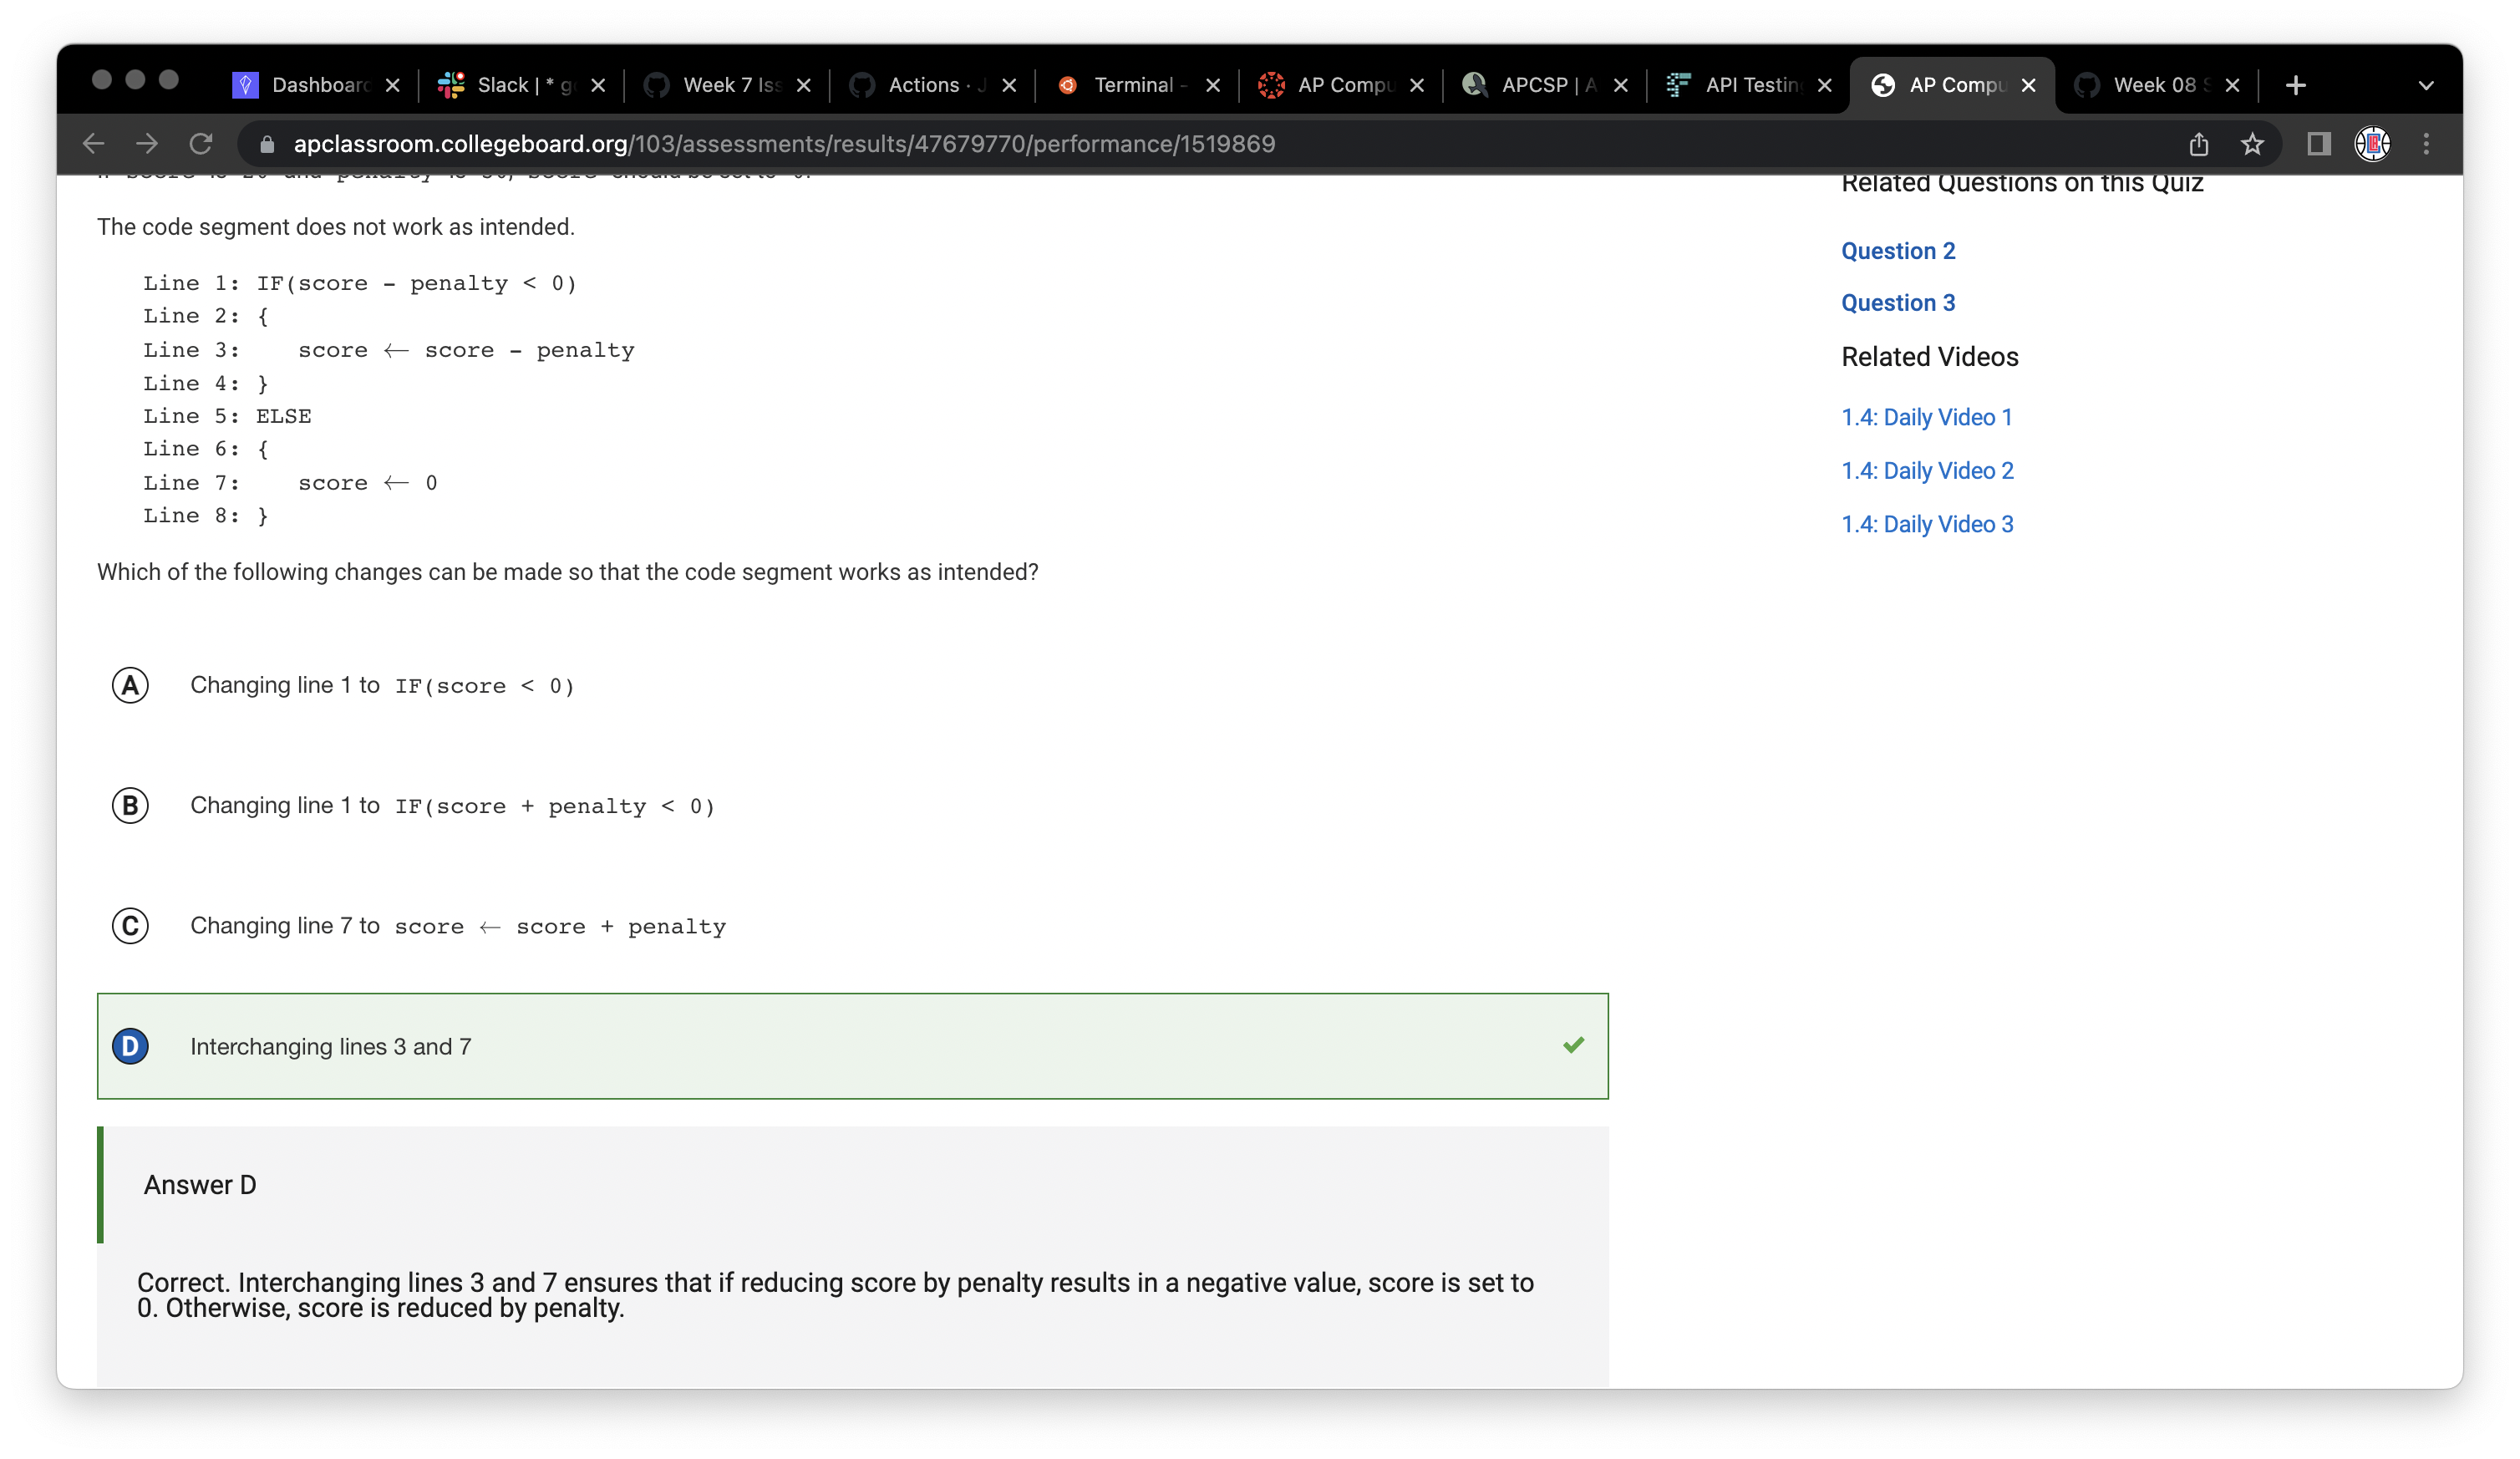 Dashboar
Slack | * g
Week 7 Iss
Actions · J
Terminal -
AP Compu
APCSP | A
API Testin
AP Compu
Week 08 S
apclassroom.collegeboard.org/103/assessments/results/47679770/performance/1519869
and penalty score should be set to 0.
Related Questions on this Quiz
The code segment does not work as intended.
Question 2
Line 1: IF(score - penalty < 0)
Question 3
Line 2: {
Line 3: score ← score - penalty
Related Videos
Line 4: }
Line 5: ELSE
1.4: Daily Video 1
Line 6: {
1.4: Daily Video 2
Line 7: score ← 0
Line 8: }
1.4: Daily Video 3
Which of the following changes can be made so that the code segment works as intended?
A Changing line 1 to IF(score < 0)
B Changing line 1 to IF(score + penalty < 0)
C Changing line 7 to score ← score + penalty
D Interchanging lines 3 and 7
Answer D
Correct. Interchanging lines 3 and 7 ensures that if reducing score by penalty results in a negative value, score is set to
0. Otherwise, score is reduced by penalty.